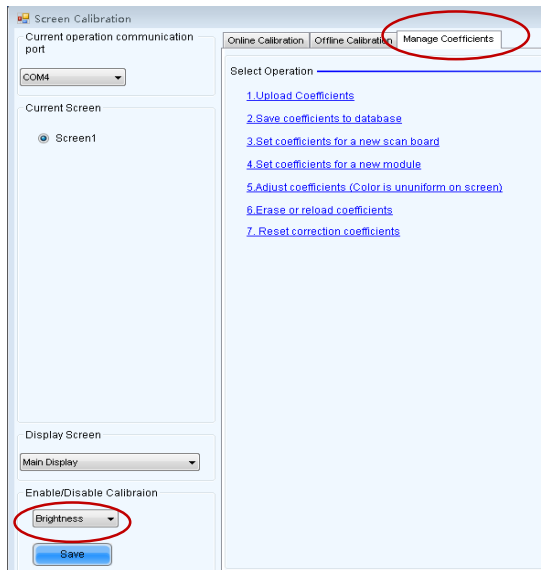 Screen Calibration
Current operation communication
port
COM4
Current Screen
Screen1
Display Screen
Main Display
Enable/Disable Calibraion
Brightness
Save
Online Calibration
Offline Calibration
Manage Coefficients
Select Operation
1.Upload Coefficients
2.Save coefficients to database
3.Set coefficients for a new scan board
4.Set coefficients for a new module
5.Adjust coefficients (Color is ununiform on screen)
6.Erase or reload coefficients
7. Reset correction coefficients